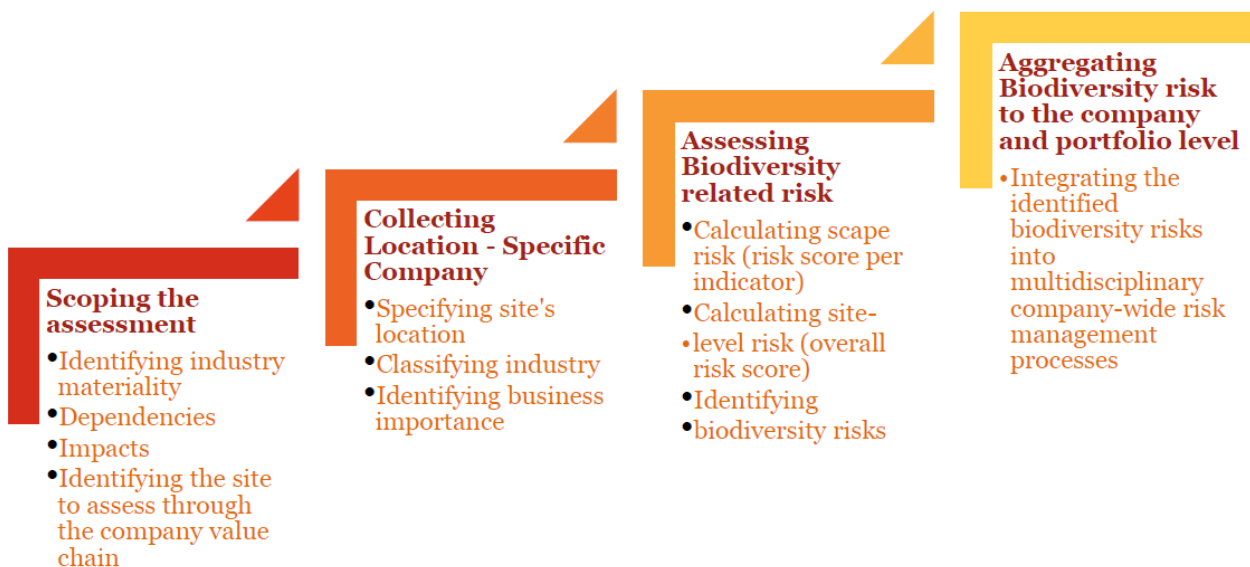 Scoping the
assessment
•Identifying industry
materiality
•Dependencies
•Impacts
•Identifying the site
to assess through
the company value
chain
Collecting
Location - Specific
Company
•Specifying site's
location
•Classifying industry
•Identifying business
importance
Assessing
Biodiversity
related risk
•Calculating scape
risk (risk score per
indicator)
•Calculating site-
•level risk (overall
risk score)
•Identifying
•biodiversity risks
Aggregating
Biodiversity risk
to the company
and portfolio level
•Integrating the
identified
biodiversity risks
into
multidisciplinary
company-wide risk
management
processes